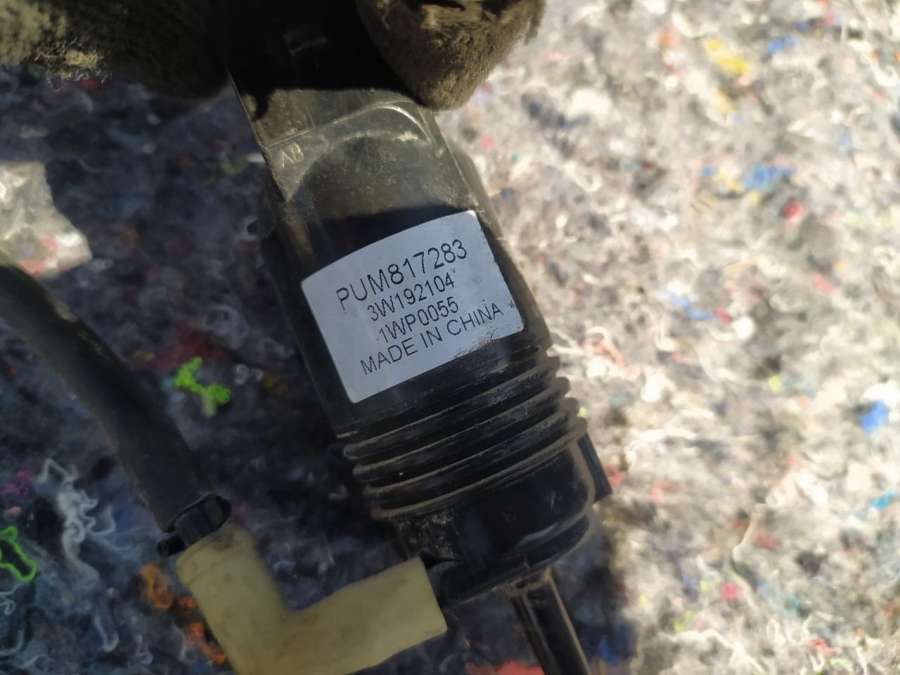 PUM817283
3W192104
1WP0055
MADE IN CHINA